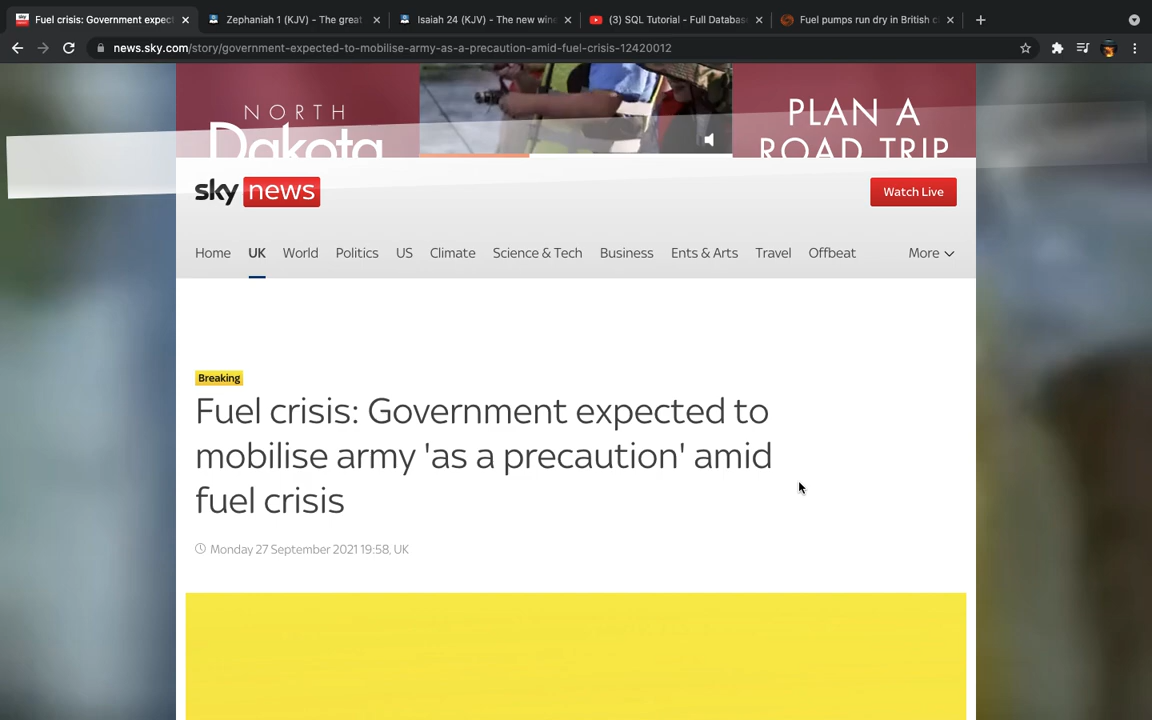 Fuel crisis: Government expect
Zephaniah 1 (KJV) - The great
Isaiah 24 (KJV) - The new wine
(3) SQL Tutorial - Full Databas
Fuel pumps run dry in British c
news.sky.com/story/government-expected-to-mobilise-army-as-a-precaution-amid-fuel-crisis-12420012
NORTH
Dakota
PLAN A
ROAD TRIP
sky news
Watch Live
Home UK World Politics US Climate Science & Tech Business Ents & Arts Travel Offbeat More
Breaking
Fuel crisis: Government expected to
mobilise army 'as a precaution' amid
fuel crisis
Monday 27 September 2021 19:58, UK